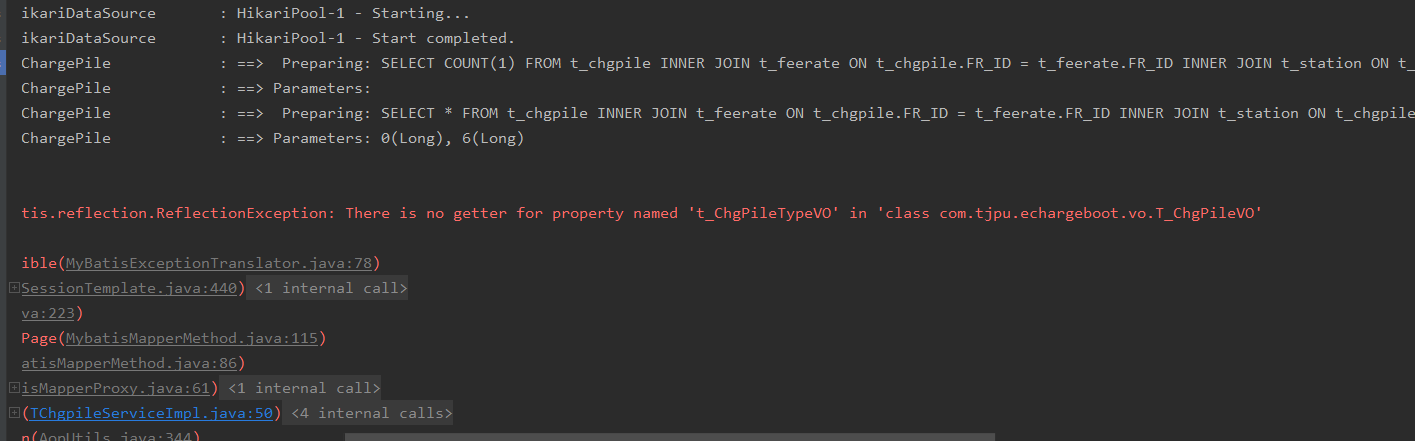 ikariDataSource : HikariPool-1 - Starting...
ikariDataSource : HikariPool-1 - Start completed.
ChargePile : ==> Preparing: SELECT COUNT(1) FROM t_chgpile INNER JOIN t_feerate ON t_chgpile.FR_ID = t_feerate.FR_ID INNER JOIN t_station ON t_
ChargePile : ==> Parameters:
ChargePile : ==> Preparing: SELECT * FROM t_chgpile INNER JOIN t_feerate ON t_chgpile.FR_ID = t_feerate.FR_ID INNER JOIN t_station ON t_chgpile
ChargePile : ==> Parameters: 0(Long), 6(Long)
tis.reflection.ReflectionException: There is no getter for property named 't_ChgPileTypeVO' in 'class com.tjpu.echargeboot.vo.T_ChgPileVO'
ible(MyBatisExceptionTranslator.java:78)
SessionTemplate.java:440) <1 internal call>
va:223)
Page(MybatisMapperMethod.java:115)
atisMapperMethod.java:86)
isMapperProxy.java:61) <1 internal call>
(TChgpileServiceImpl.java:50) <4 internal calls>
n(AopUtils.java:344)